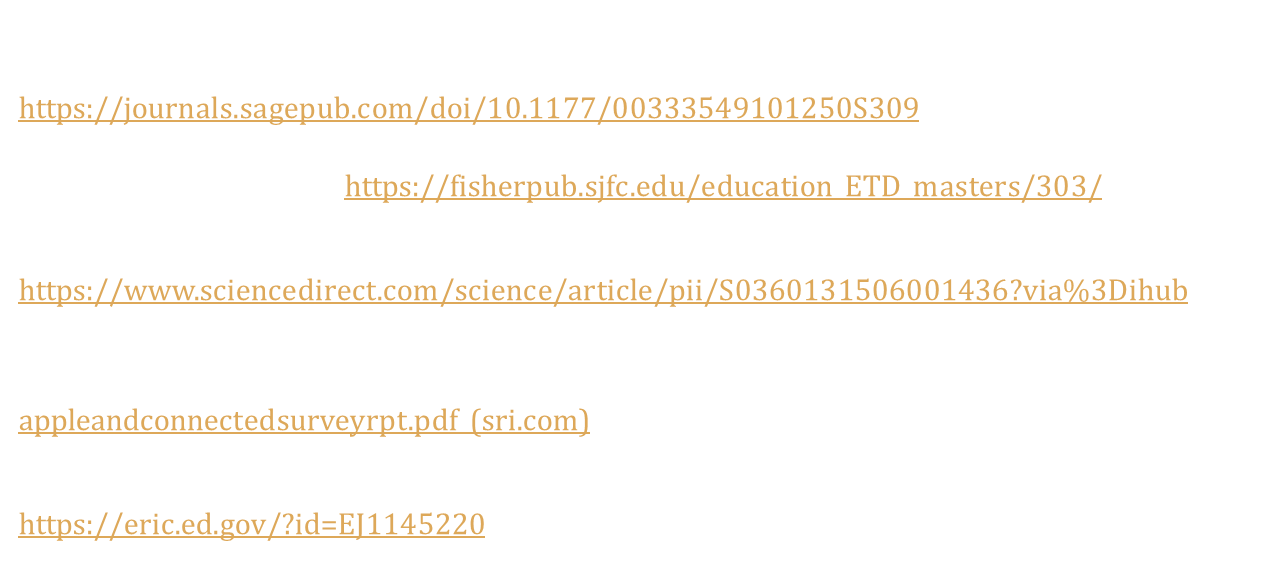 https://journals.sagepub.com/doi/10.1177/00333549101250S309
https://fisherpub.sjfc.edu/education_ETD_masters/303/
https://www.sciencedirect.com/science/article/pii/S0360131506001436?via%3Dihub
appleandconnectedsurveyrpt.pdf (sri.com)
https://eric.ed.gov/?id=EJ1145220